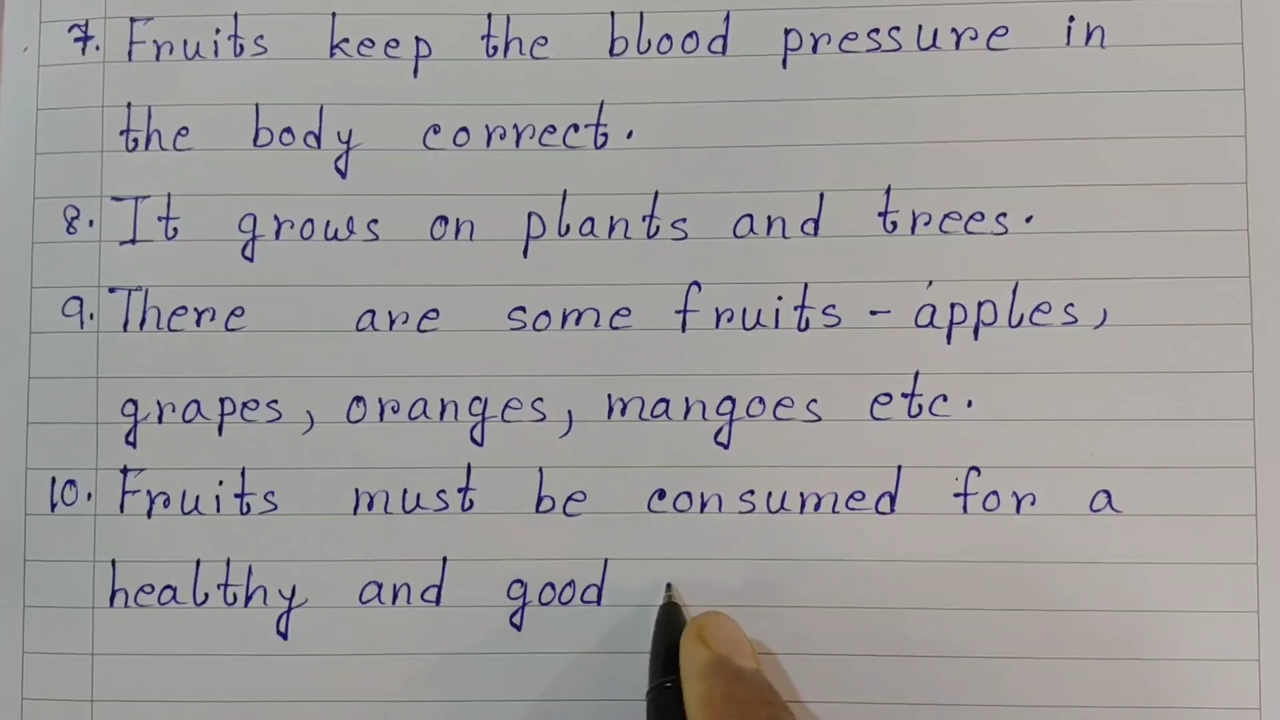 7. Fruits keep the blood pressure in
the body correct.
8. It grows on plants and trees.
9. There are some fruits - apples,
grapes, oranges, mangoes etc.
10. Fruits must be consumed for a
healthy and good